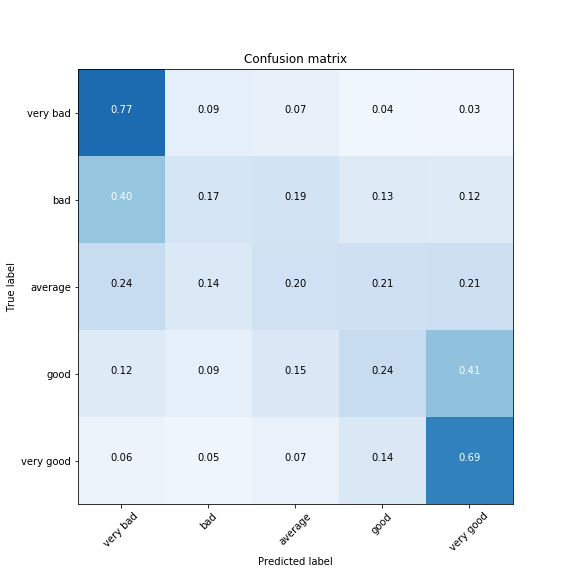 Confusion matrix
True label
very bad 0.77 0.09 0.07 0.04 0.03
bad 0.40 0.17 0.19 0.13 0.12
average 0.24 0.14 0.20 0.21 0.21
good 0.12 0.09 0.15 0.24 0.41
very good 0.06 0.05 0.07 0.14 0.69
very bad bad average good very good
Predicted label